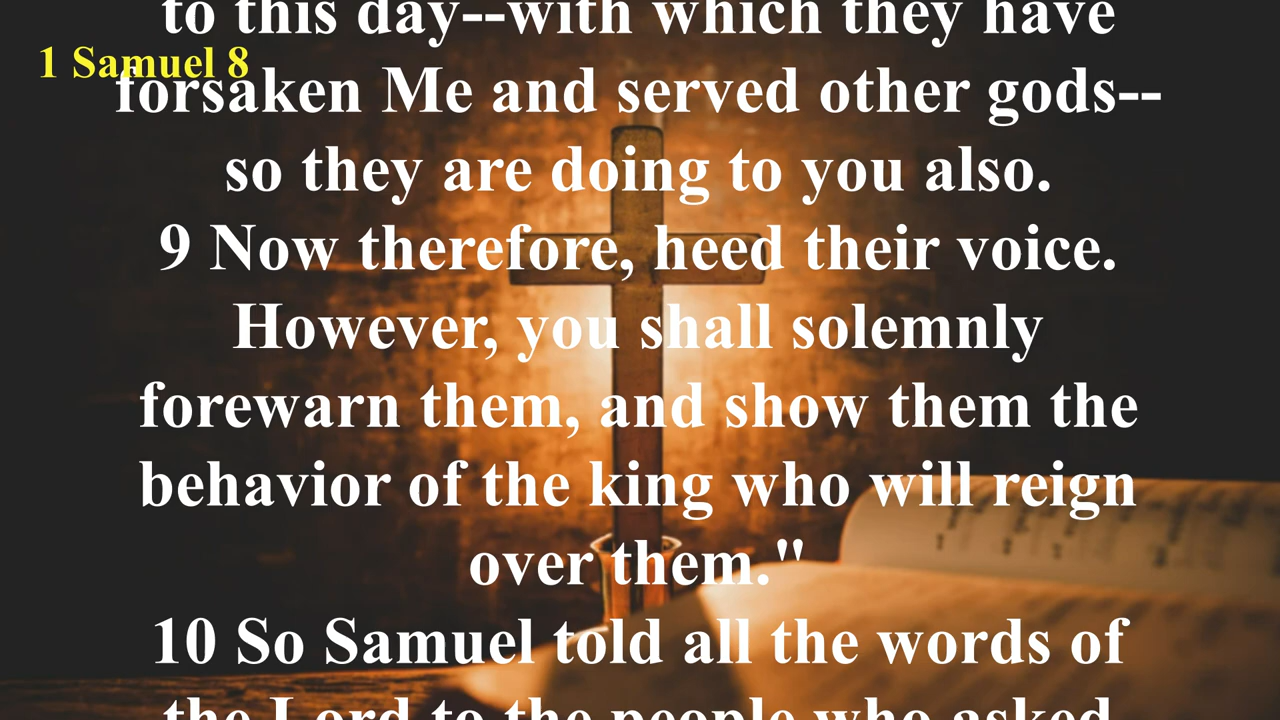 to this day--with which they have
1 Samuel 8
forsaken Me and served other gods--
so they are doing to you also.
9 Now therefore, heed their voice.
However, you shall solemnly
forewarn them, and show them the
behavior of the king who will reign
over them."
10 So Samuel told all the words of
the Lord to the people who asked